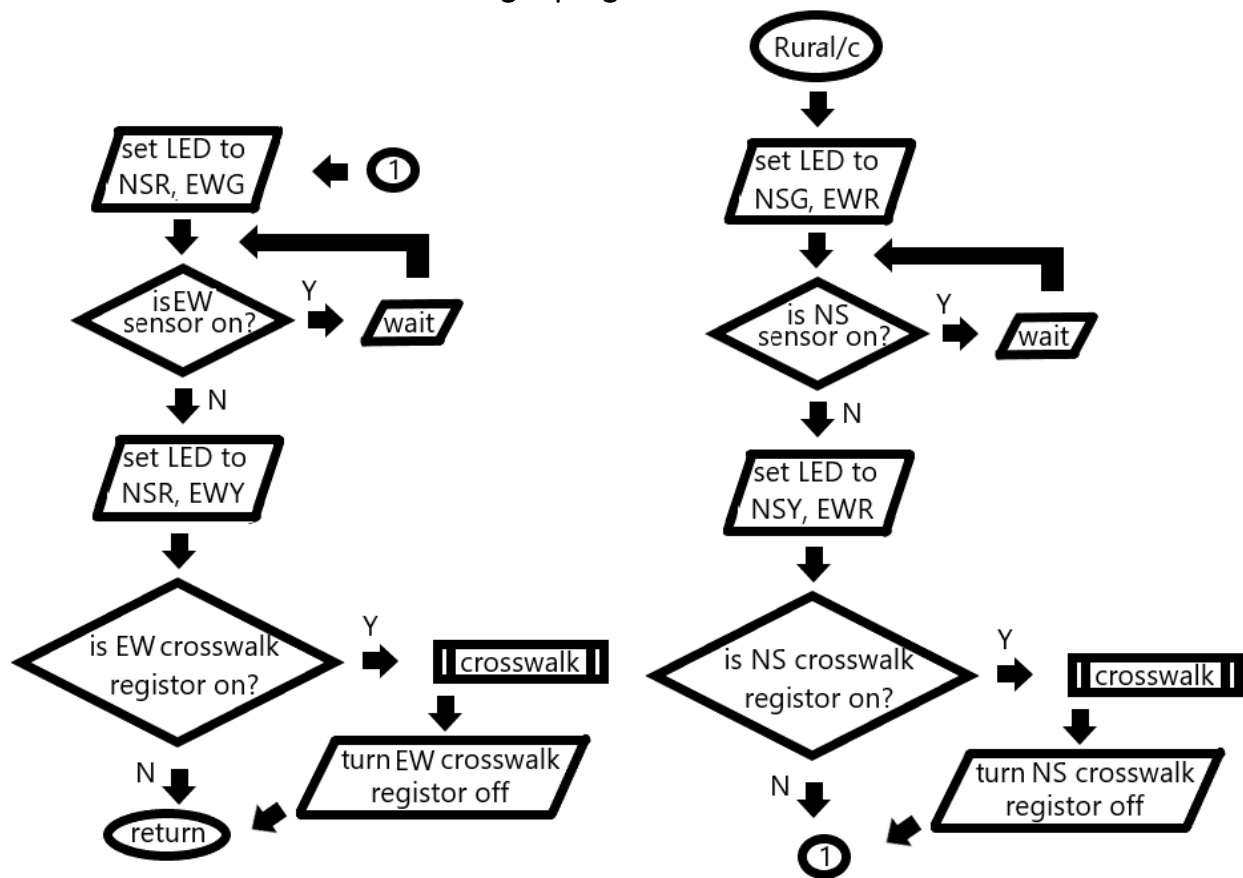 set LED to
NSR, EWG
1
is EW
sensor on?
Y
wait
N
set LED to
NSR, EWY
is EW crosswalk
registor on?
Y
crosswalk
turn EW crosswalk
registor off
N
return
Rural/c
set LED to
NSG, EWR
is NS
sensor on?
Y
wait
N
set LED to
NSY, EWR
is NS crosswalk
registor on?
Y
crosswalk
turn NS crosswalk
registor off
N
1